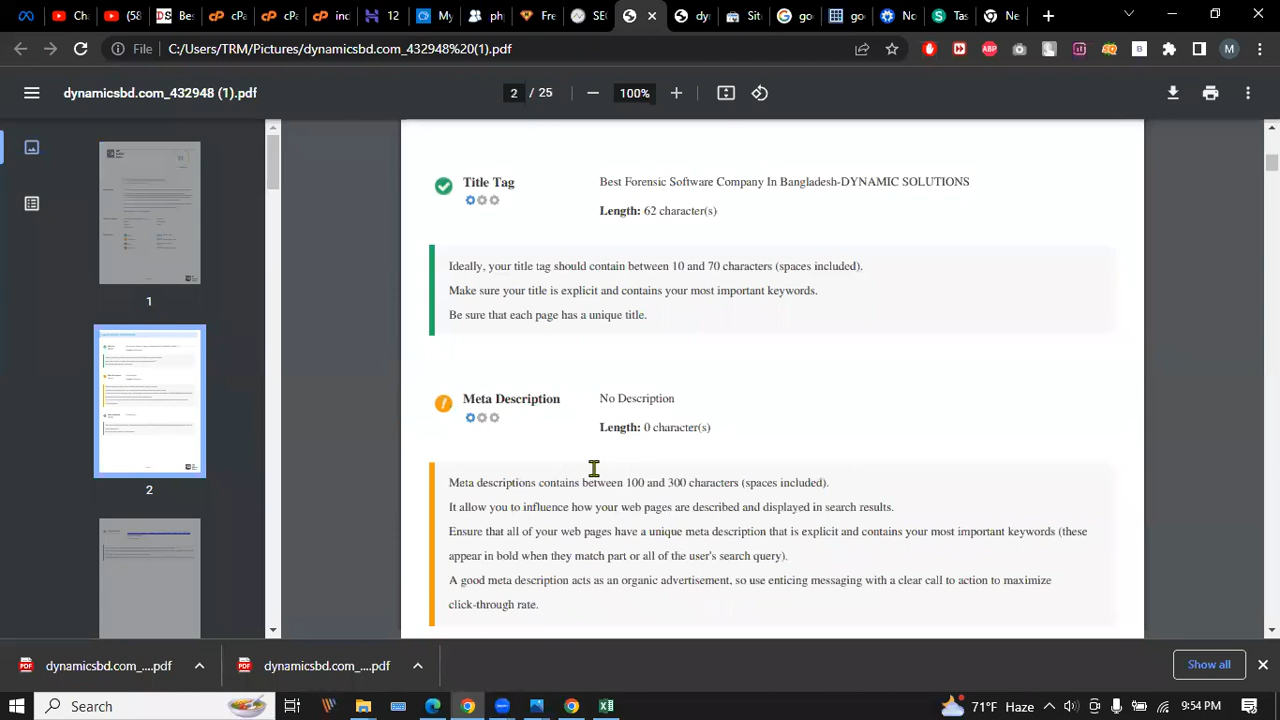 Ch
(58
Bes
cPa
cPa
inc
12
My
ph
Fre
SEC
dyn
Sit
goo
goo
Key
Tas
Ne
File
C:/Users/TRM/Pictures/dynamicsbd.com_432948%20(1).pdf
M
dynamicsbd.com_432948 (1).pdf
2 / 25
100%
1
2
Title Tag
Best Forensic Software Company In Bangladesh-DYNAMIC SOLUTIONS
Length: 62 character(s)
Ideally, your title tag should contain between 10 and 70 characters (spaces included).
Make sure your title is explicit and contains your most important keywords.
Be sure that each page has a unique title.
Meta Description
No Description
Length: 0 character(s)
Meta descriptions contains between 100 and 300 characters (spaces included).
It allow you to influence how your web pages are described and displayed in search results.
Ensure that all of your web pages have a unique meta description that is explicit and contains your most important keywords (these
appear in bold when they match part or all of the user's search query).
A good meta description acts as an organic advertisement, so use enticing messaging with a clear call to action to maximize
click-through rate.
dynamicsbd.com_....pdf
dynamicsbd.com_....pdf
Show all
Search
71°F Haze
9:54 PM